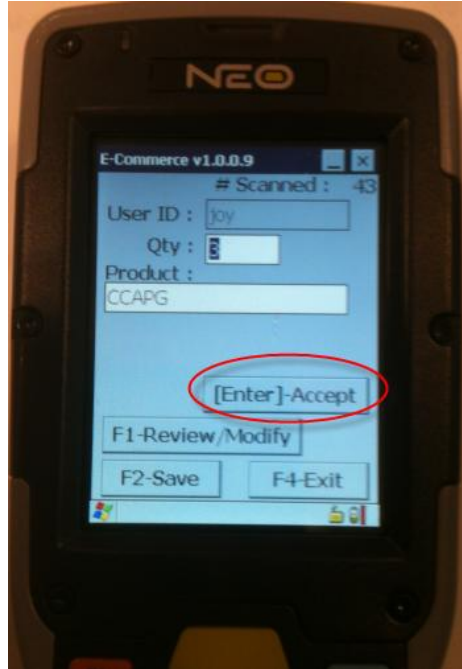 NEO
E-Commerce v1.0.0.9
# Scanned : 43
User ID : joy
Qty : 3
Product :
CCAPG
[Enter]-Accept
F1-Review/Modify
F2-Save F4-Exit